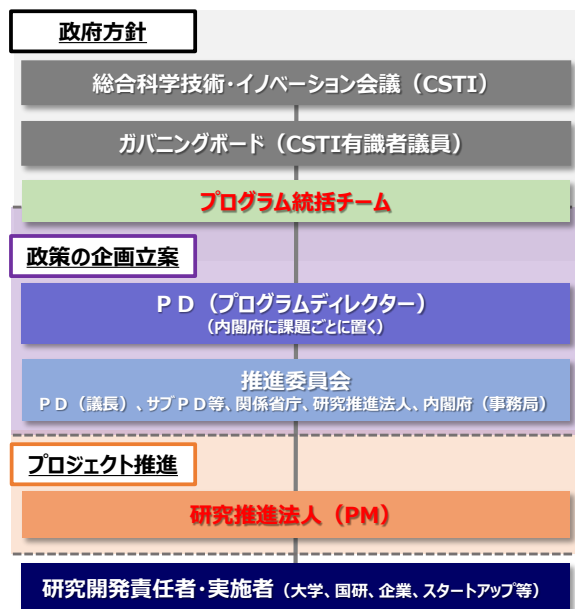 政府方針
総合科学技術・イノベーション会議（CSTI）
ガバニングボード（CSTI有識者議員）
プログラム統括チーム
政策の企画立案
ＰＤ（プログラムディレクター）
（内閣府に課題ごとに置く）
推進委員会
ＰＤ（議長）、サブＰＤ等、関係省庁、研究推進法人、内閣府（事務局）
プロジェクト推進
研究推進法人（PM）
研究開発責任者・実施者（大学、国研、企業、スタートアップ等）